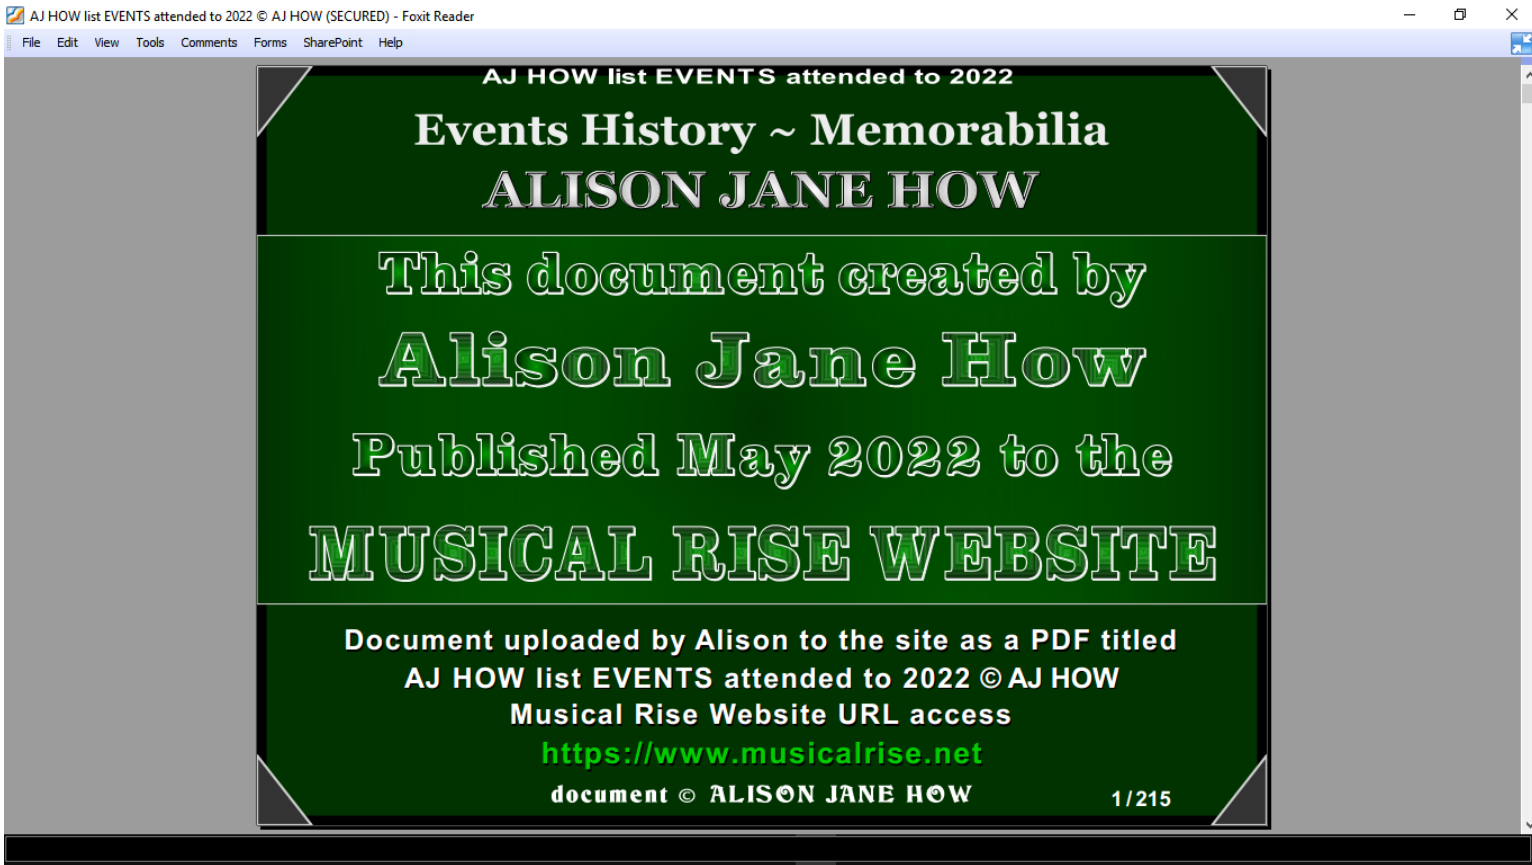 AJ HOW list EVENTS attended to 2022 © AJ HOW (SECURED) - Foxit Reader
File Edit View Tools Comments Forms SharePoint Help
AJ HOW list EVENTS attended to 2022
Events History ~ Memorabilia
ALISON JANE HOW
This document created by
Alison Jane How
Published May 2022 to the
MUSICAL RISE WEBSITE
Document uploaded by Alison to the site as a PDF titled
AJ HOW list EVENTS attended to 2022 © AJ HOW
Musical Rise Website URL access
https://www.musicalrise.net
document © ALISON JANE HOW
1 / 215